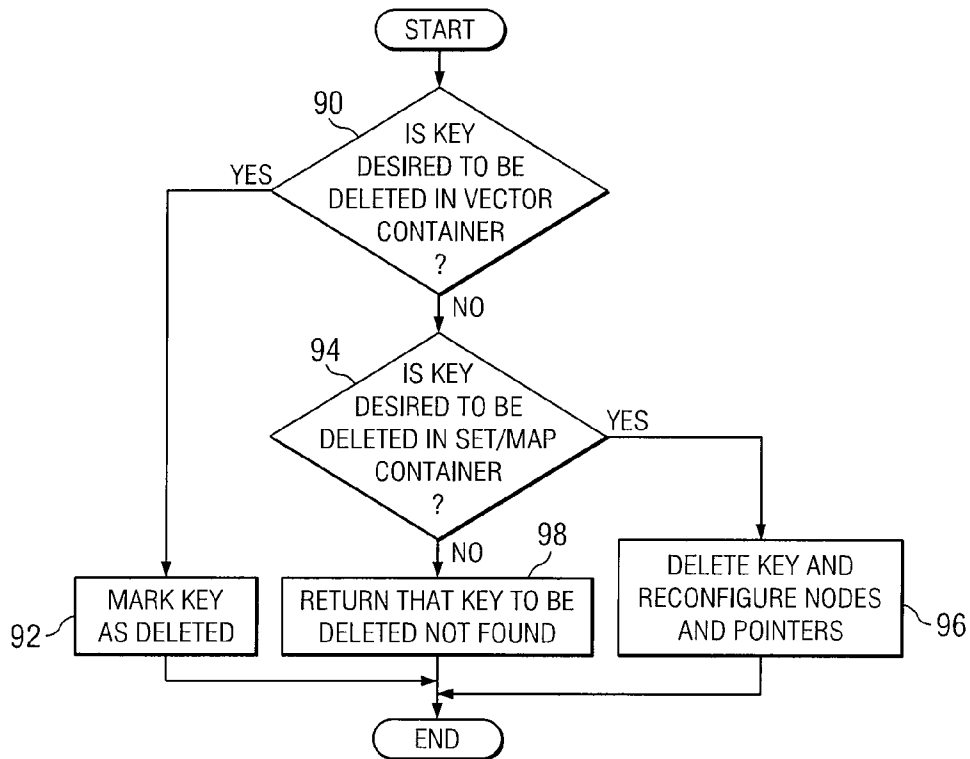 START
90
IS KEY
DESIRED TO BE
DELETED IN VECTOR
CONTAINER
?
YES
NO
94
IS KEY
DESIRED TO BE
DELETED IN SET/MAP
CONTAINER
?
YES
NO
92
MARK KEY
AS DELETED
98
RETURN THAT KEY TO BE
DELETED NOT FOUND
DELETE KEY AND
RECONFIGURE NODES
AND POINTERS
96
END